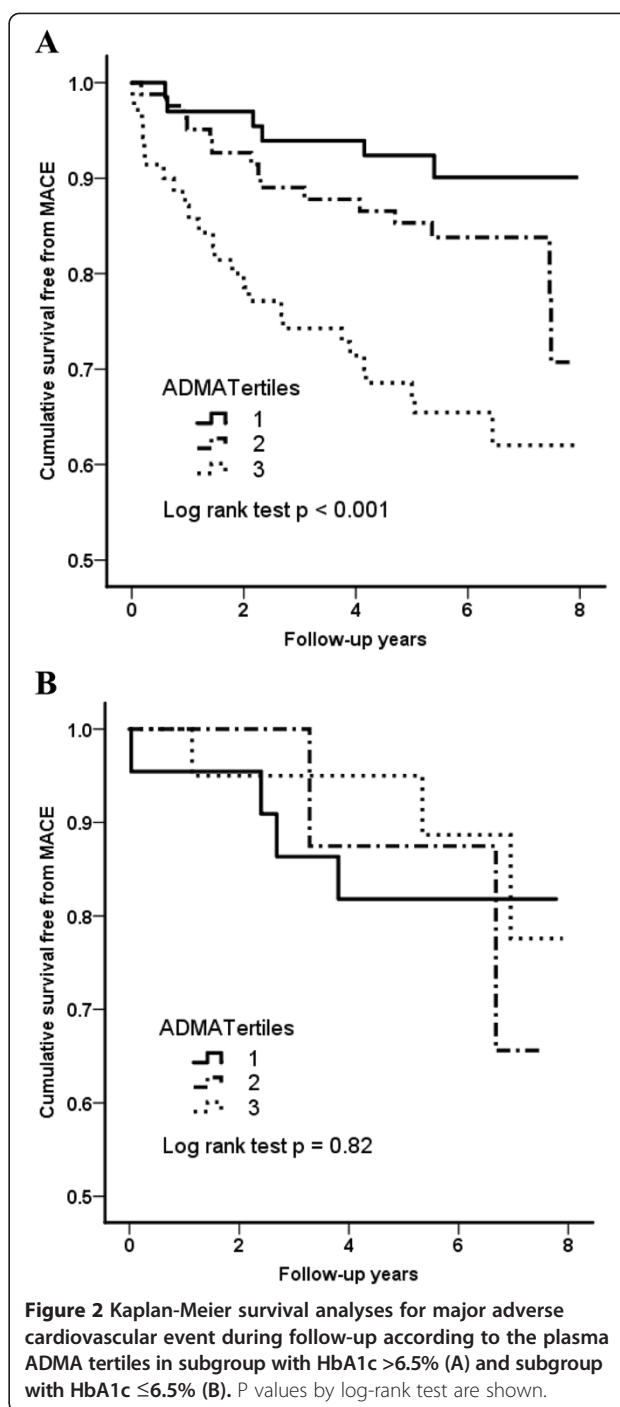 A
Cumulative survival free from MACE
1.0
0.9
0.8
0.7
0.6
0.5
ADMATertiles
1
2
3
Log rank test p < 0.001
0 2 4 6 8
Follow-up years
B
Cumulative survival free from MACE
1.0
0.9
0.8
0.7
0.6
0.5
ADMATertiles
1
2
3
Log rank test p = 0.82
0 2 4 6 8
Follow-up years
Figure 2 Kaplan-Meier survival analyses for major adverse
cardiovascular event during follow-up according to the plasma
ADMA tertiles in subgroup with HbA1c >6.5% (A) and subgroup
with HbA1c ≤6.5% (B). P values by log-rank test are shown.